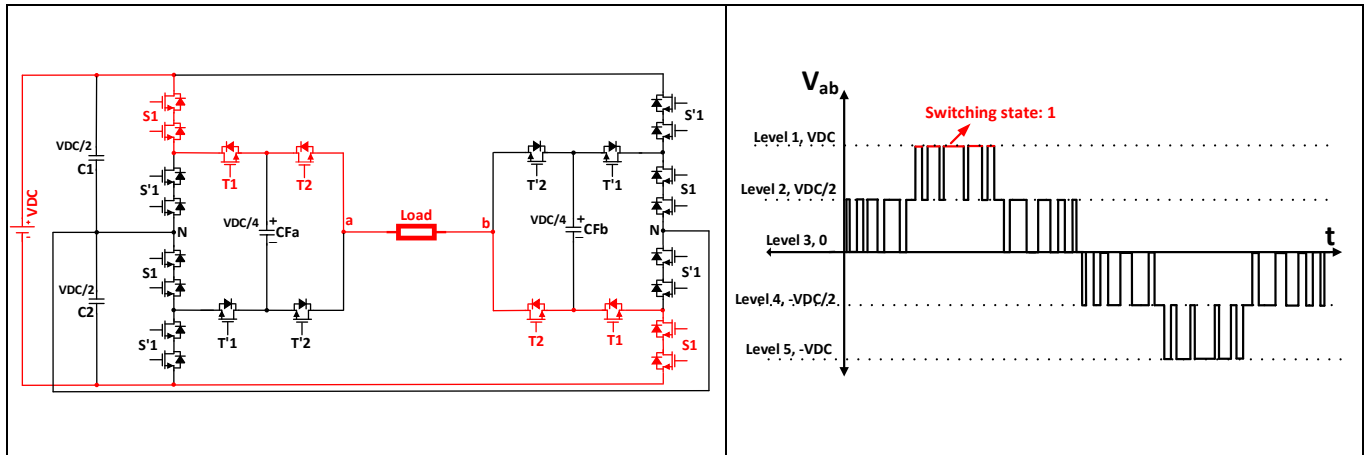 VDC
+
-
VDC/2
C1
VDC/2
C2
S1
S'1
N
S1
S'1
T1
T2
VDC/4
+
CFa
-
T'1
T'2
a
Load
b
T'2
T'1
VDC/4
+
CFb
-
T2
T1
S'1
S1
N
S'1
S1
Vab
Switching state: 1
Level 1, VDC
Level 2, VDC/2
Level 3, 0
t
Level 4, -VDC/2
Level 5, -VDC